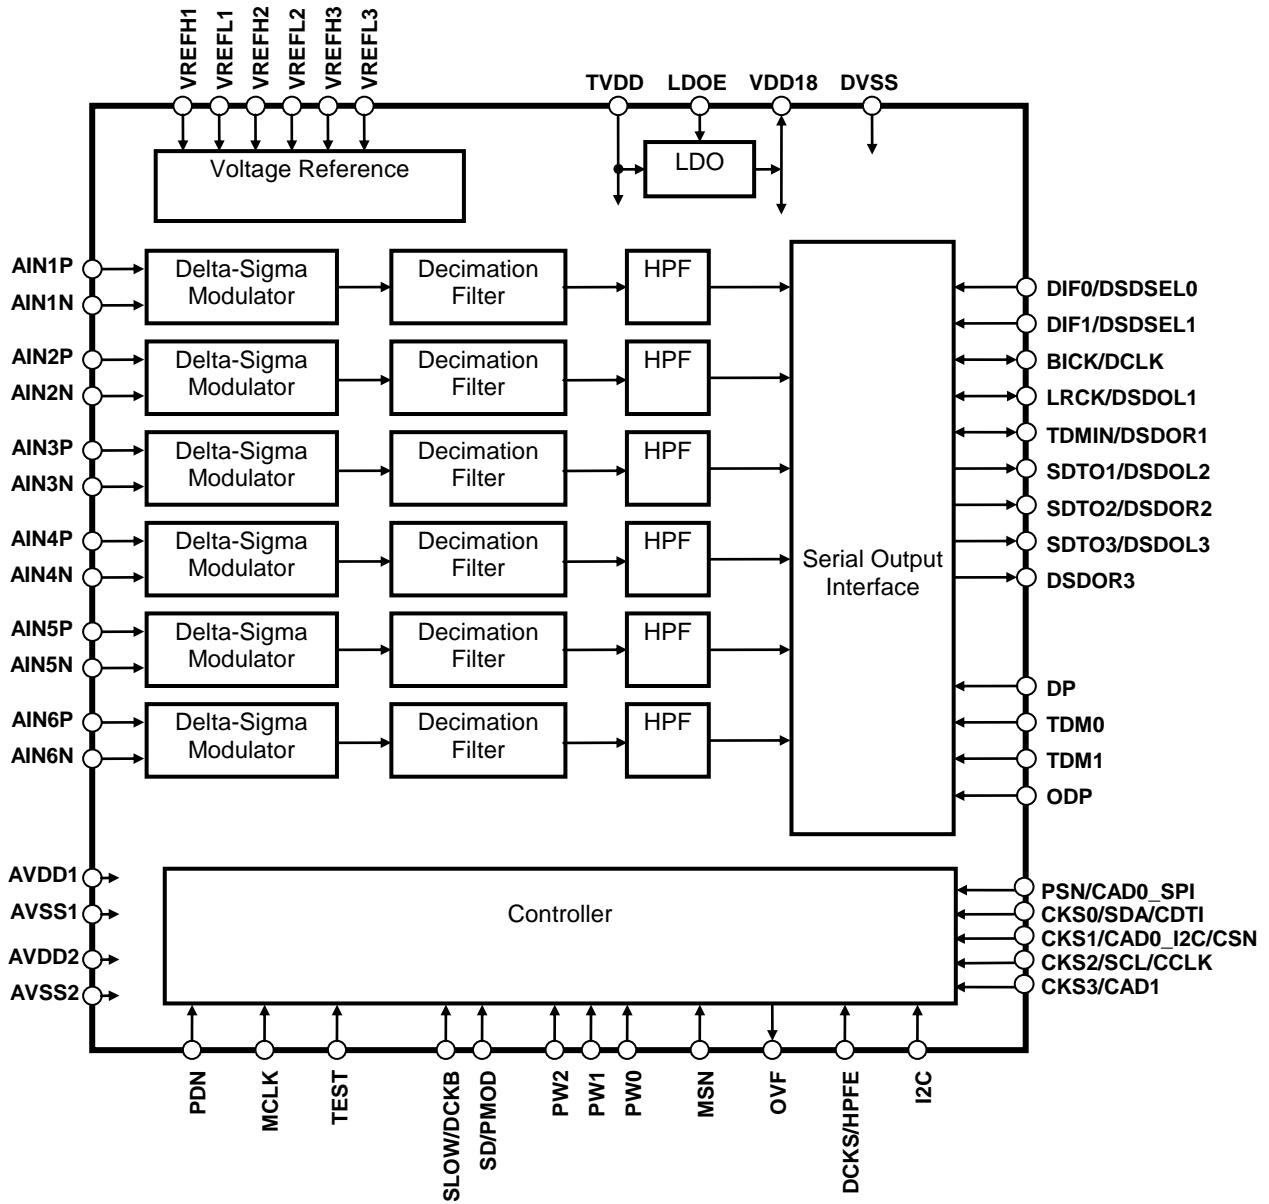 VREFH1
VREFL1
VREFH2
VREFL2
VREFH3
VREFL3
TVDD
LDOE
VDD18
DVSS
Voltage Reference
LDO
AIN1P
AIN1N
Delta-Sigma
Modulator
Decimation
Filter
HPF
AIN2P
AIN2N
Delta-Sigma
Modulator
Decimation
Filter
HPF
AIN3P
AIN3N
Delta-Sigma
Modulator
Decimation
Filter
HPF
AIN4P
AIN4N
Delta-Sigma
Modulator
Decimation
Filter
HPF
AIN5P
AIN5N
Delta-Sigma
Modulator
Decimation
Filter
HPF
AIN6P
AIN6N
Delta-Sigma
Modulator
Decimation
Filter
HPF
Serial Output
Interface
DIF0/DSDSEL0
DIF1/DSDSEL1
BICK/DCLK
LRCK/DSDOL1
TDMIN/DSDOR1
SDTO1/DSDOL2
SDTO2/DSDOR2
SDTO3/DSDOL3
DSDOR3
DP
TDM0
TDM1
ODP
AVDD1
AVSS1
AVDD2
AVSS2
Controller
PSN/CAD0_SPI
CKS0/SDA/CDTI
CKS1/CAD0_I2C/CSN
CKS2/SCL/CCLK
CKS3/CAD1
PDN
MCLK
TEST
SLOW/DCKB
SD/PMOD
PW2
PW1
PW0
MSN
OVF
DCKS/HPFE
I2C